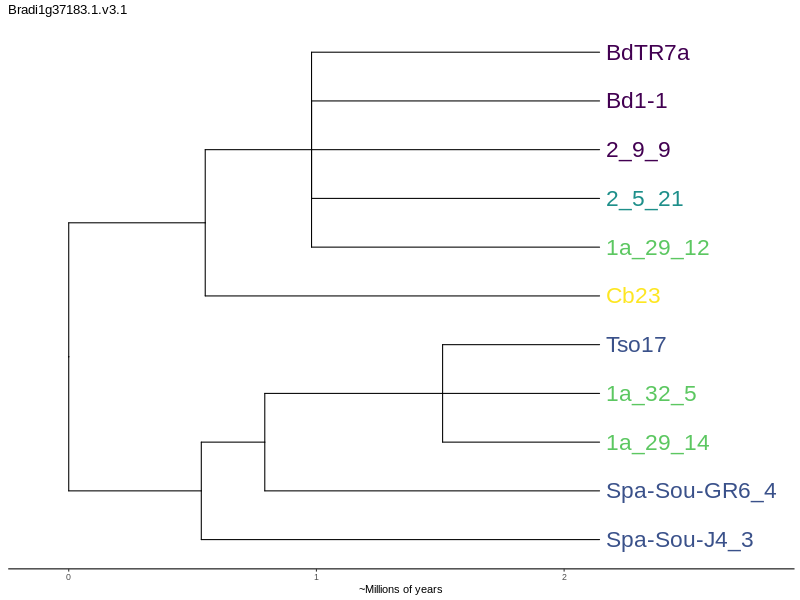 Bradi1g37183.1.v3.1
BdTR7a
Bd1-1
2_9_9
2_5_21
1a_29_12
Cb23
Tso17
1a_32_5
1a_29_14
Spa-Sou-GR6_4
Spa-Sou-J4_3
0 1 2
~Millions of years